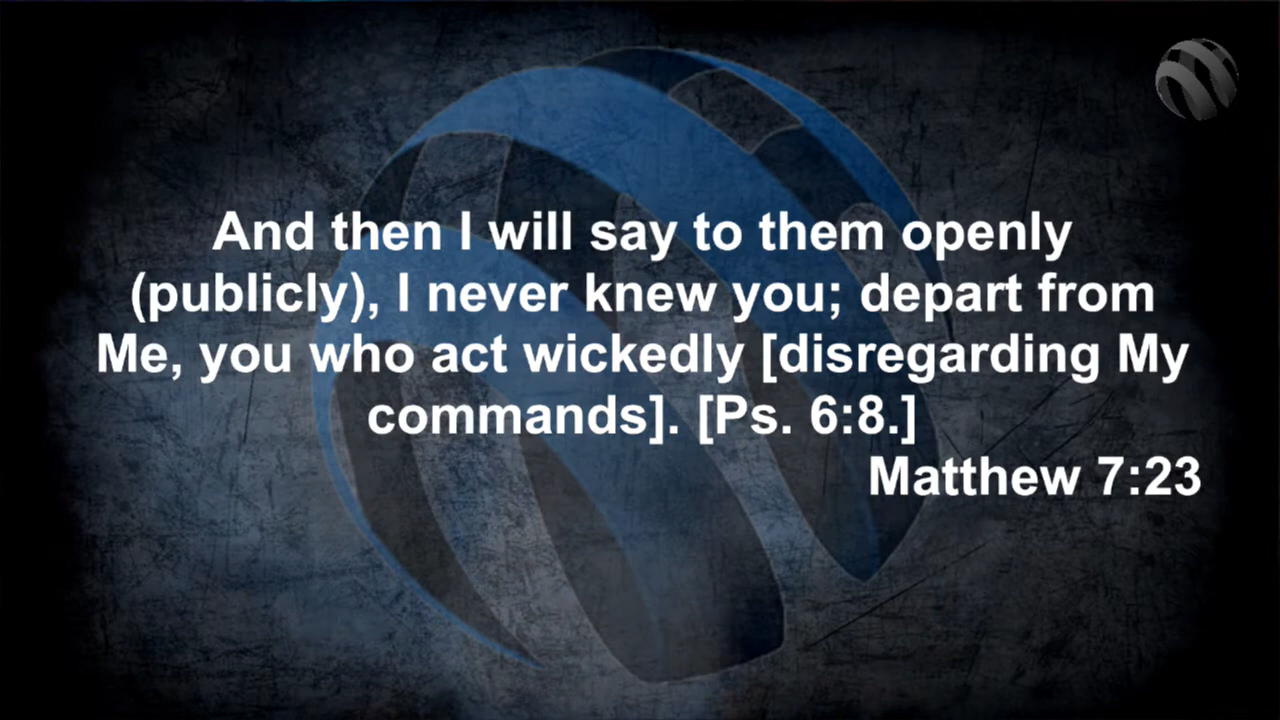 And then I will say to them openly
(publicly), I never knew you; depart from
Me, you who act wickedly [disregarding My
commands]. [Ps. 6:8.]
Matthew 7:23